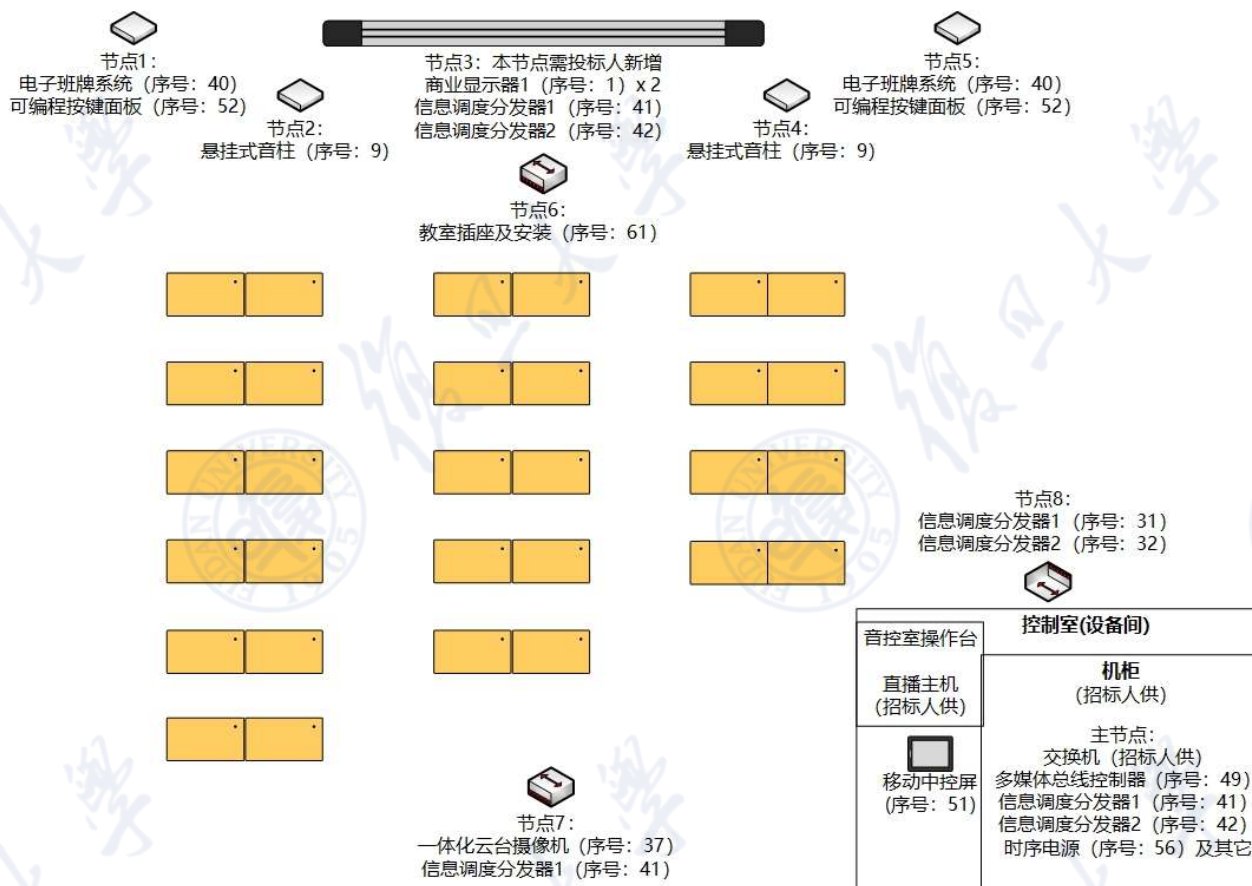 节点1:
电子班牌系统（序号：40）
可编程按键面板（序号：52）
节点2:
悬挂式音柱（序号：9）
节点3：本节点需投标人新增
商业显示器1（序号：1）x 2
信息调度分发器1（序号：41）
信息调度分发器2（序号：42）
节点4:
悬挂式音柱（序号：9）
节点5:
电子班牌系统（序号：40）
可编程按键面板（序号：52）
节点6:
教室插座及安装（序号：61）
节点8:
信息调度分发器1（序号：31）
信息调度分发器2（序号：32）
控制室(设备间)
音控室操作台
直播主机
(招标人供)
移动中控屏
(序号：51)
机柜
(招标人供)
主节点:
交换机（招标人供）
多媒体总线控制器（序号：49）
信息调度分发器1（序号：41）
信息调度分发器2（序号：42）
时序电源（序号：56）及其它
节点7:
一体化云台摄像机（序号：37）
信息调度分发器1（序号：41）